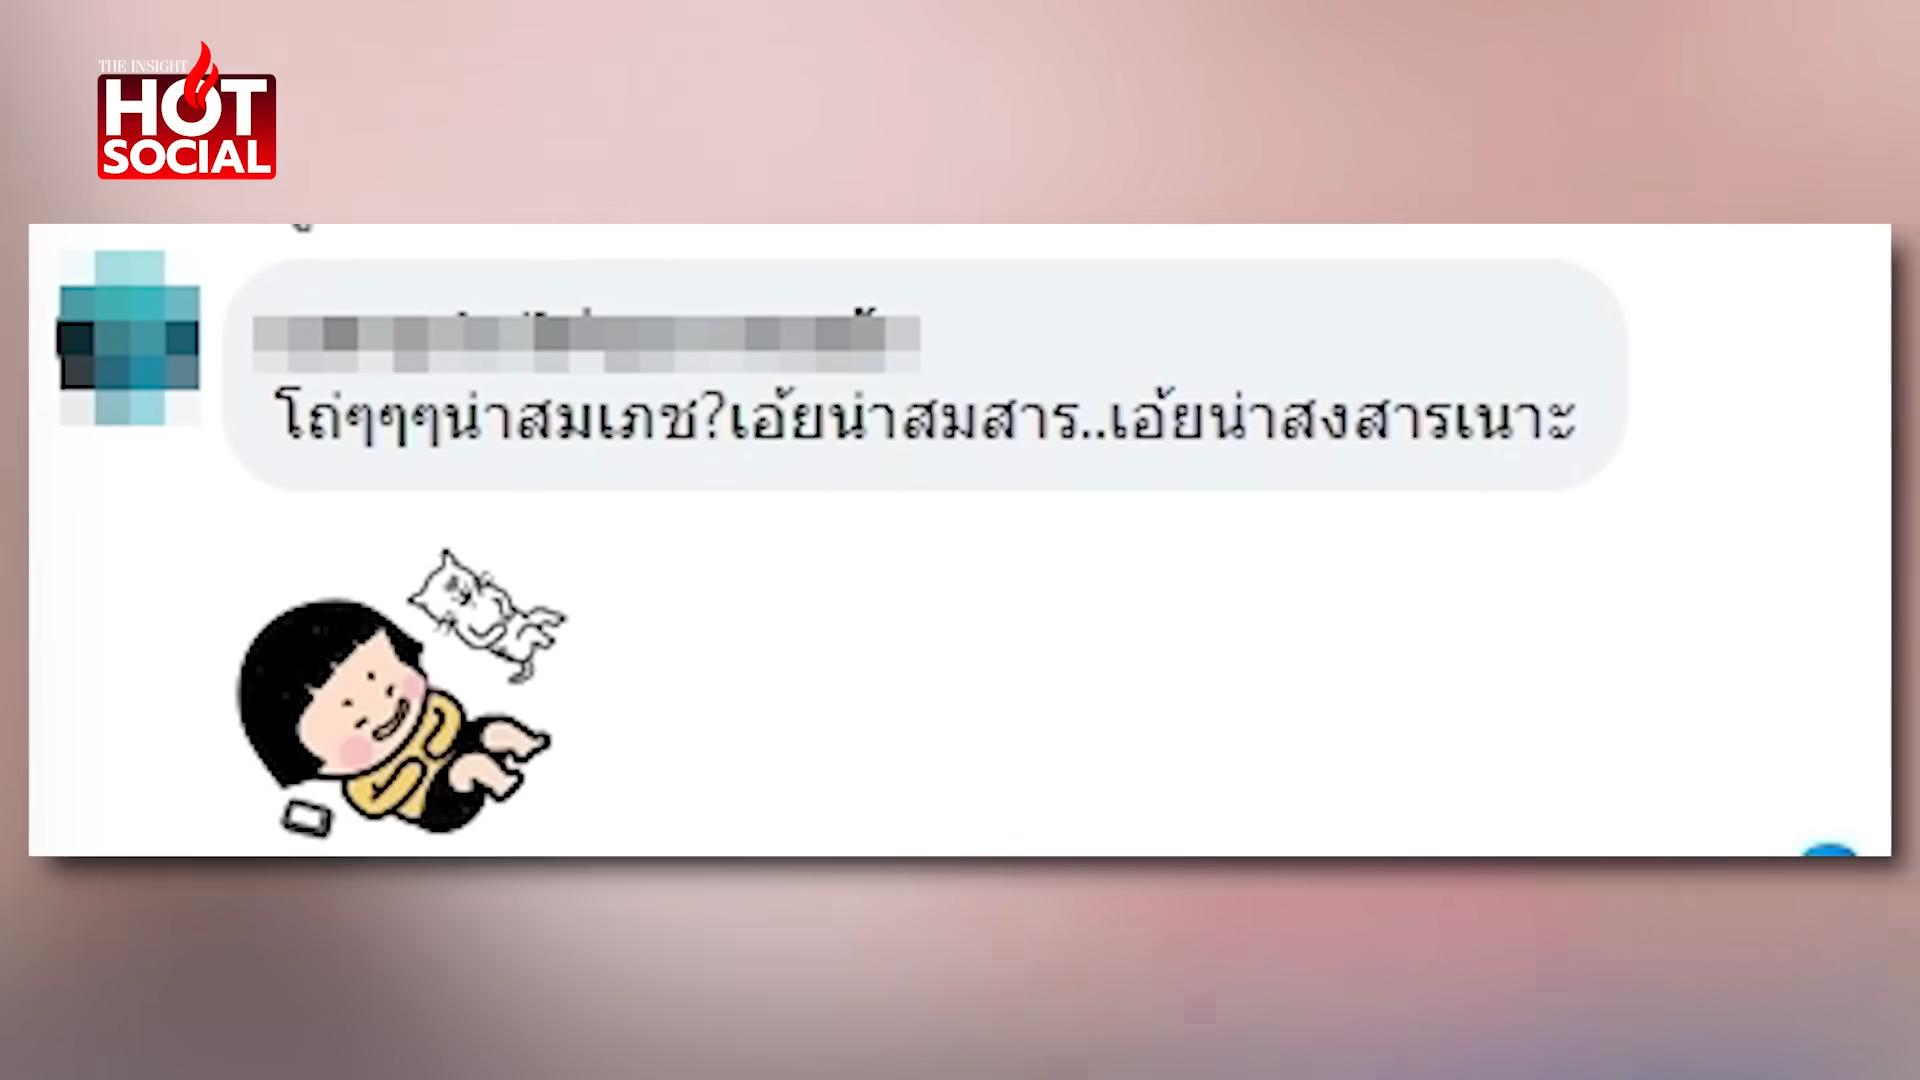 THE INSIGHT
HOT
SOCIAL
โถ่ๆๆๆน่าสมเภช?เอ้ยน่าสมสาร..เอ้ยน่าสงสารเนาะ